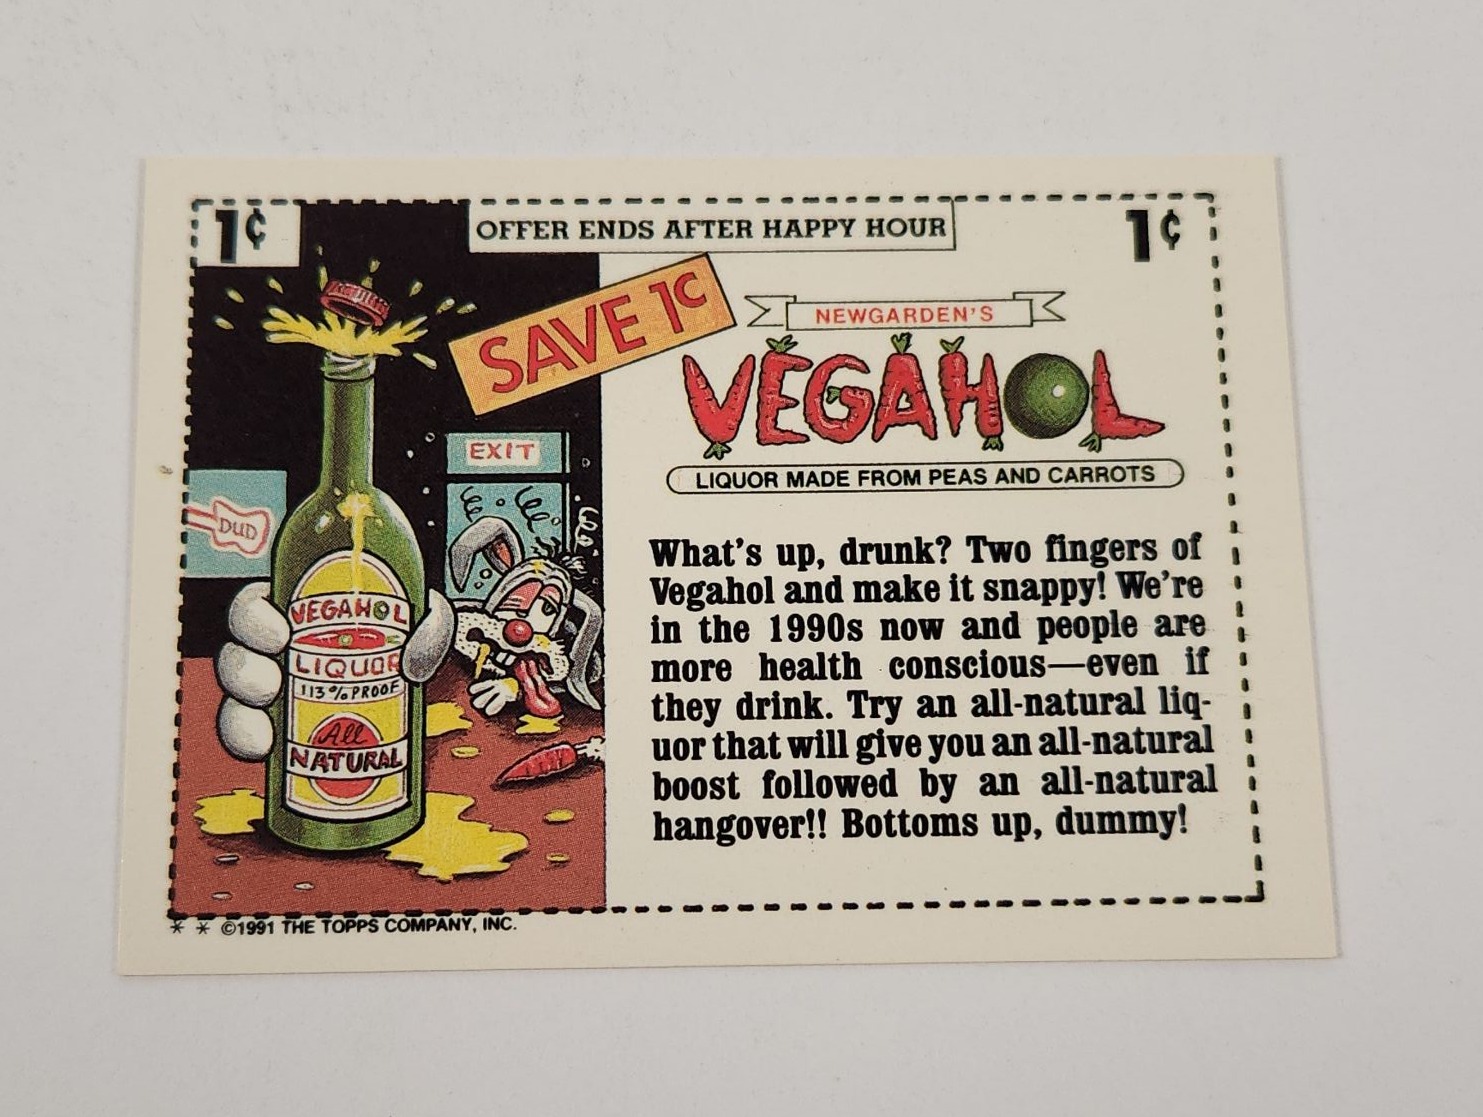 1¢
OFFER ENDS AFTER HAPPY HOUR
1¢
SAVE 1¢
NEWGARDEN'S
VEGAHOL
LIQUOR MADE FROM PEAS AND CARROTS
EXIT
DUD
VEGAHOL
LIQUOR
113% PROOF
All
NATURAL
What's up, drunk? Two fingers of
Vegahol and make it snappy! We're
in the 1990s now and people are
more health conscious—even if
they drink. Try an all-natural liq-
uor that will give you an all-natural
boost followed by an all-natural
hangover!! Bottoms up, dummy!
* * ©1991 THE TOPPS COMPANY, INC.